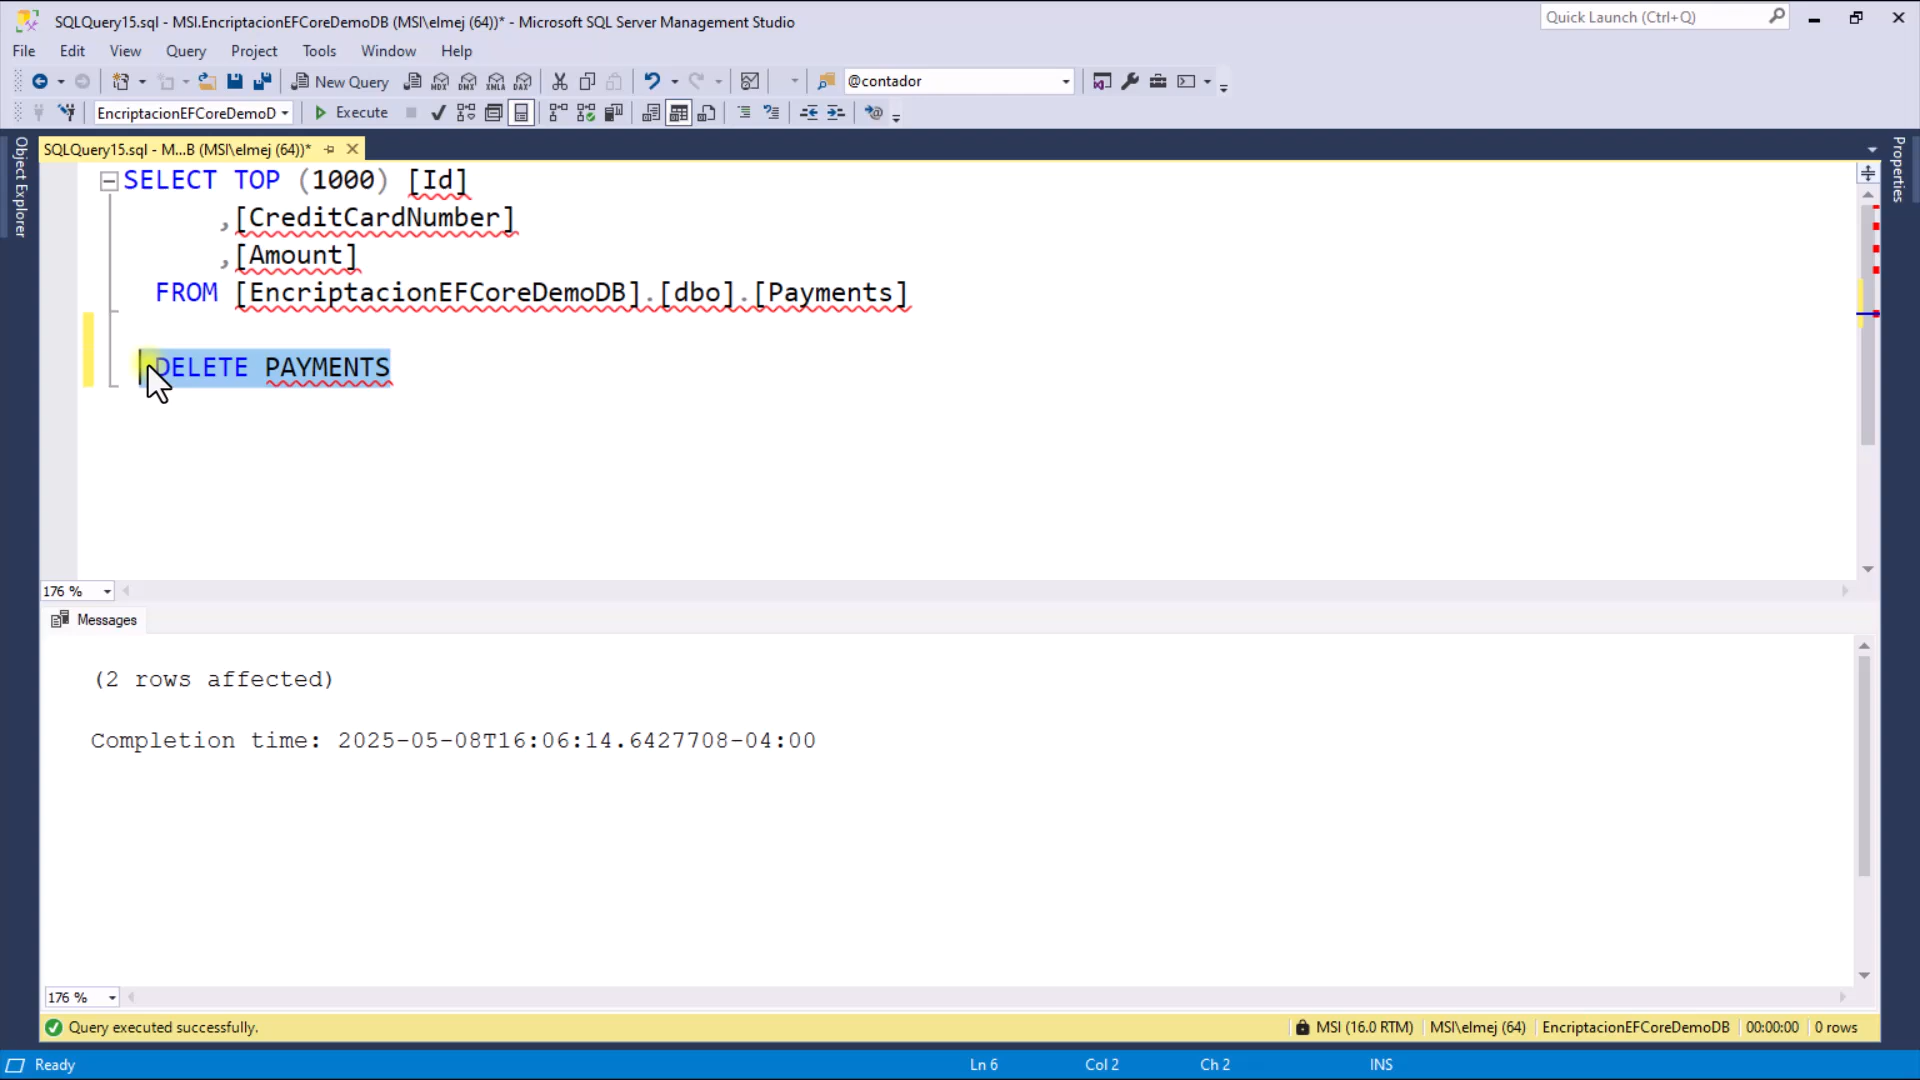 SQLQuery15.sql - MSI.EncriptacionEFCoreDemoDB (MSI\elmej (64))* - Microsoft SQL Server Management Studio
Quick Launch (Ctrl+Q)
File Edit View Query Project Tools Window Help
New Query MDX DMX XMLA DAX @contador
EncriptacionEFCoreDemoD Execute
SQLQuery15.sql - M...B (MSI\elmej (64))*
Object Explorer
Properties
SELECT TOP (1000) [Id]
,[CreditCardNumber]
,[Amount]
FROM [EncriptacionEFCoreDemoDB].[dbo].[Payments]
DELETE PAYMENTS
176 %
Messages
(2 rows affected)
Completion time: 2025-05-08T16:06:14.6427708-04:00
176 %
Query executed successfully. MSI (16.0 RTM) MSI\elmej (64) EncriptacionEFCoreDemoDB 00:00:00 0 rows
Ready Ln 6 Col 2 Ch 2 INS